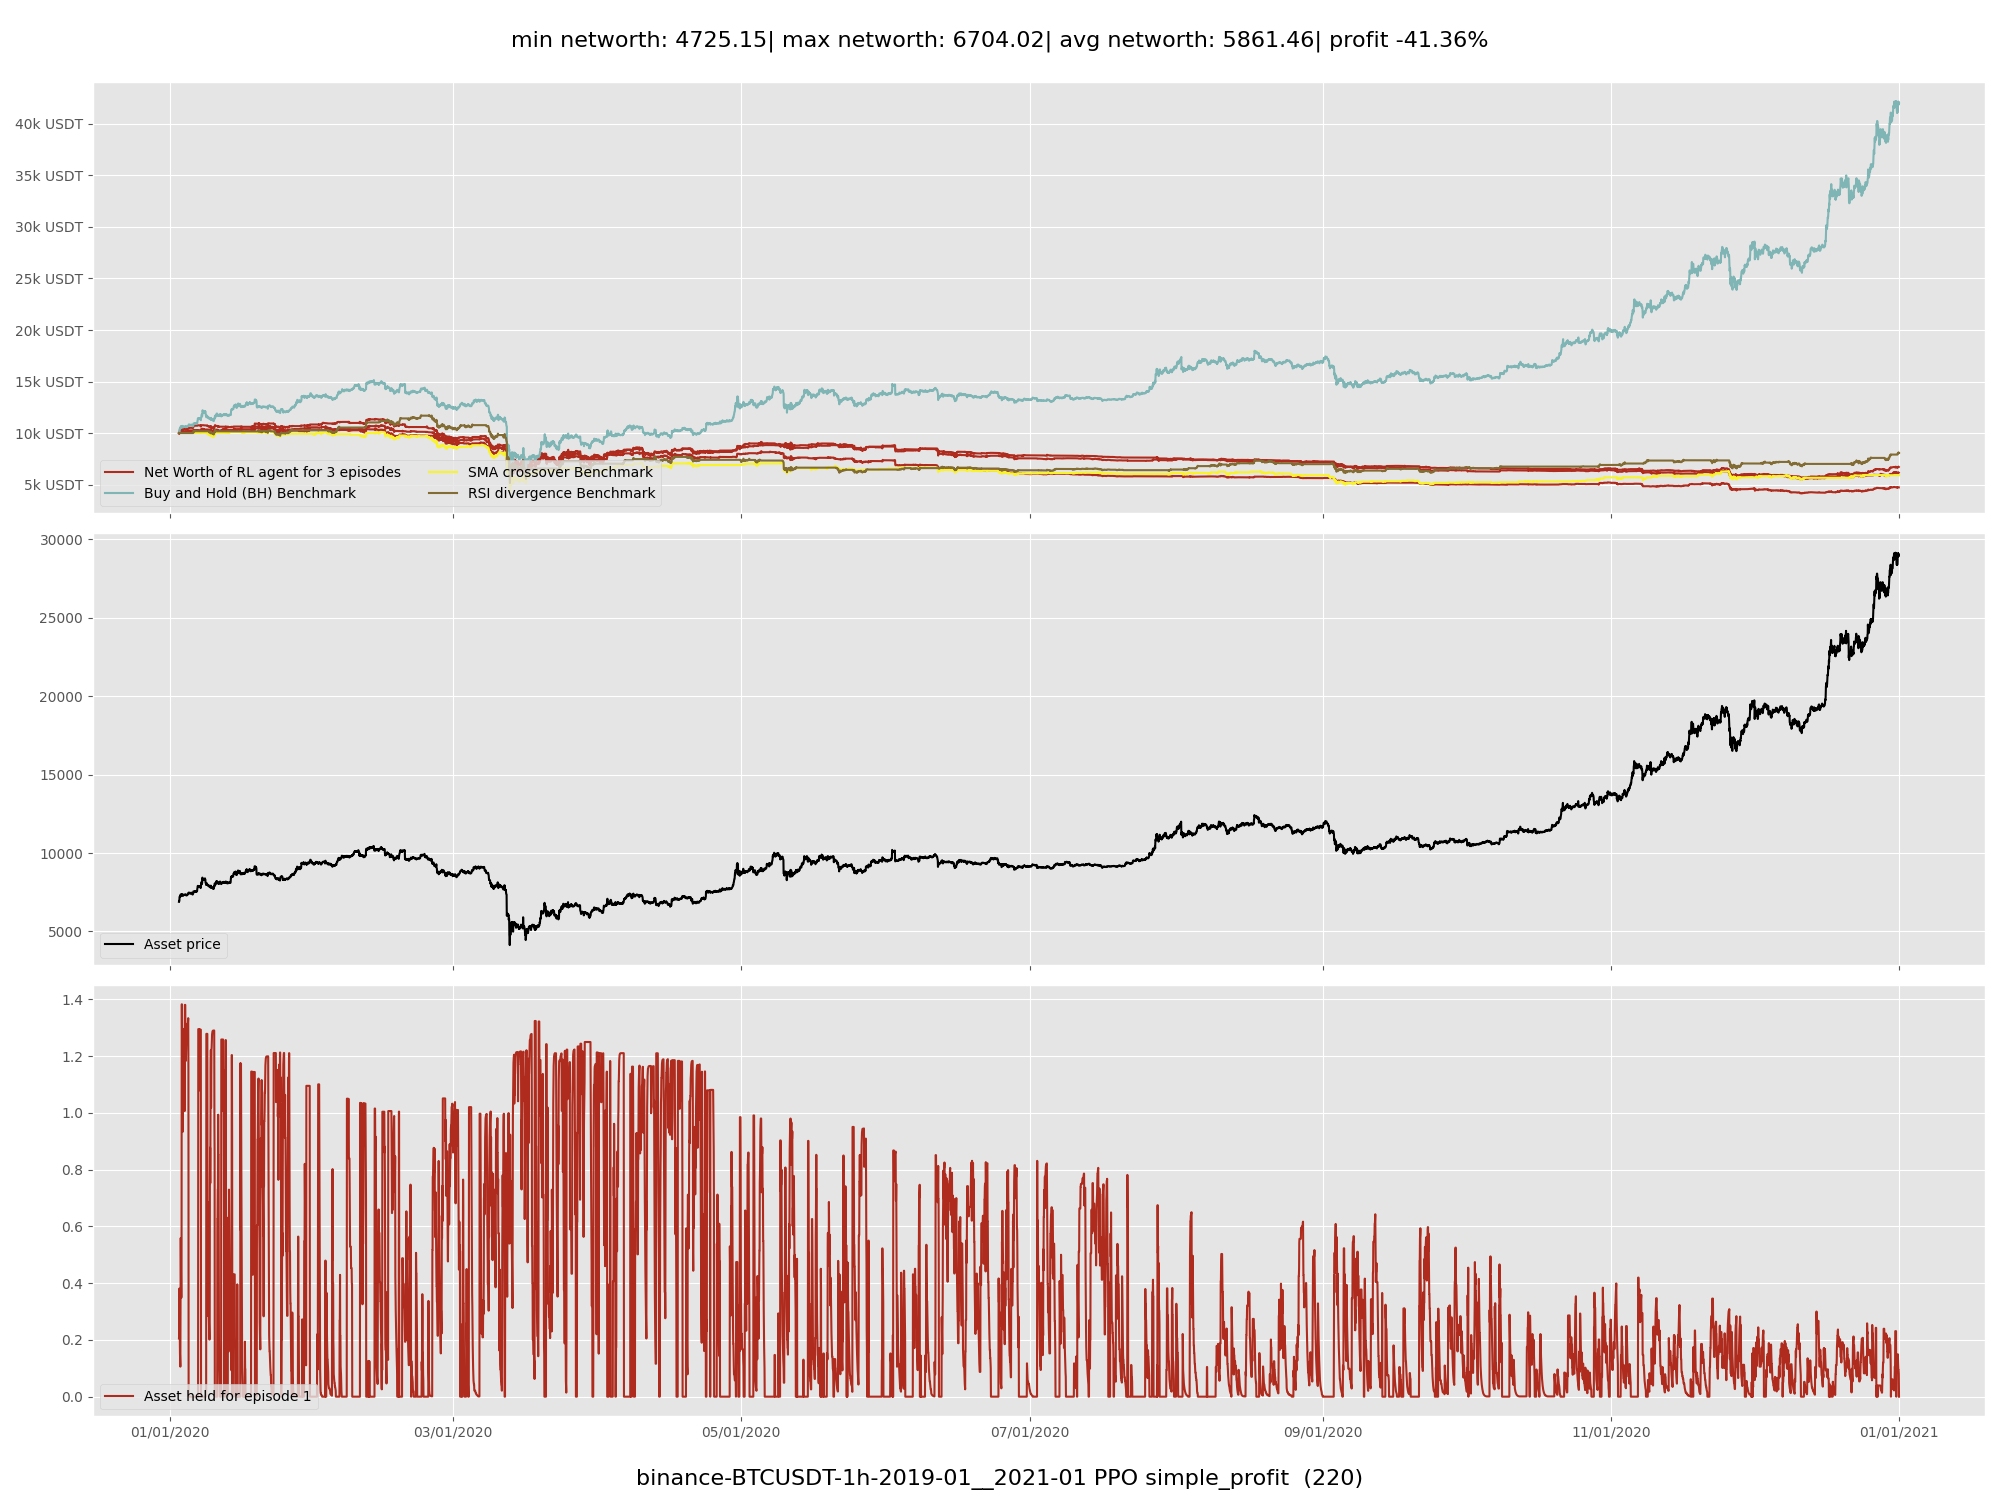 min networth: 4725.15| max networth: 6704.02| avg networth: 5861.46| profit -41.36%
40k USDT
35k USDT
30k USDT
25k USDT
20k USDT
15k USDT
10k USDT
5k USDT
Net Worth of RL agent for 3 episodes
Buy and Hold (BH) Benchmark
SMA crossover Benchmark
RSI divergence Benchmark
30000
25000
20000
15000
10000
5000
Asset price
1.4
1.2
1.0
0.8
0.6
0.4
0.2
0.0
Asset held for episode 1
01/01/2020
03/01/2020
05/01/2020
07/01/2020
09/01/2020
11/01/2020
01/01/2021
binance-BTCUSDT-1h-2019-01__2021-01 PPO simple_profit  (220)